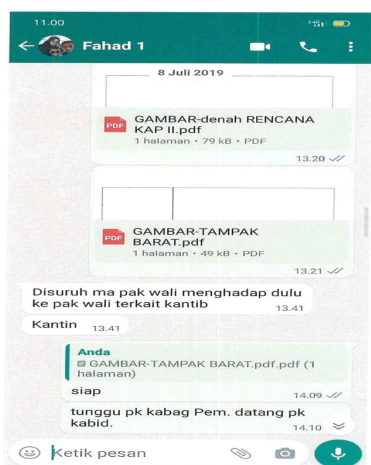 11.00
Fahad 1
8 Juli 2019
PDF
GAMBAR-denah RENCANA
KAP II.pdf
1 halaman • 79 kB • PDF
13.20
PDF
GAMBAR-TAMPAK
BARAT.pdf
1 halaman • 49 kB • PDF
13.21
Disuruh ma pak wali menghadap dulu
ke pak wali terkait kantib
13.41
Kantin 13.41
Anda
GAMBAR-TAMPAK BARAT.pdf.pdf (1
halaman)
siap
14.09
tunggu pk kabag Pem. datang pk
kabid.
14.10
Ketik pesan